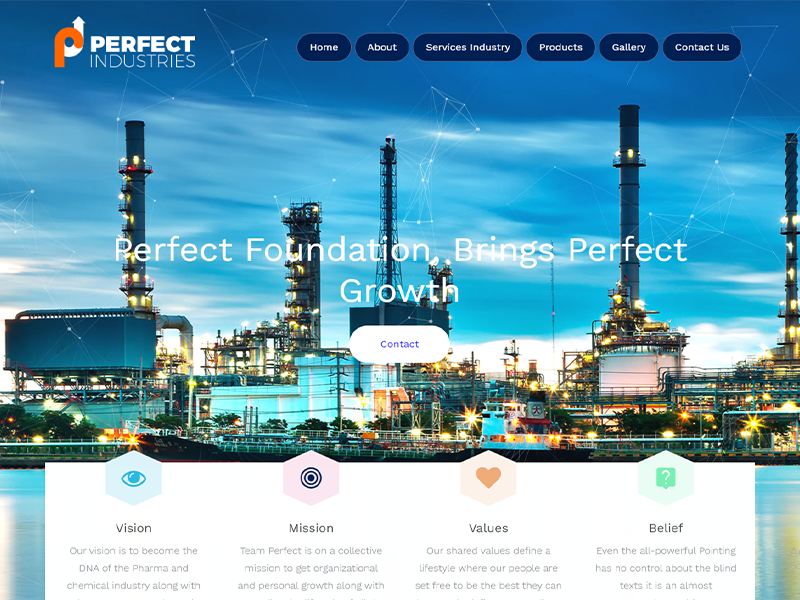 PERFECT
INDUSTRIES
Home
About
Services Industry
Products
Gallery
Contact Us
Perfect Foundation, Brings Perfect
Growth
Contact
Vision
Our vision is to become the
DNA of the Pharma and
chemical industry along with
Mission
Team Perfect is on a collective
mission to get organizational
and personal growth along with
Values
Our shared values define a
lifestyle where our people are
set free to be the best they can
Belief
Even the all-powerful Pointing
has no control about the blind
texts it is an almost